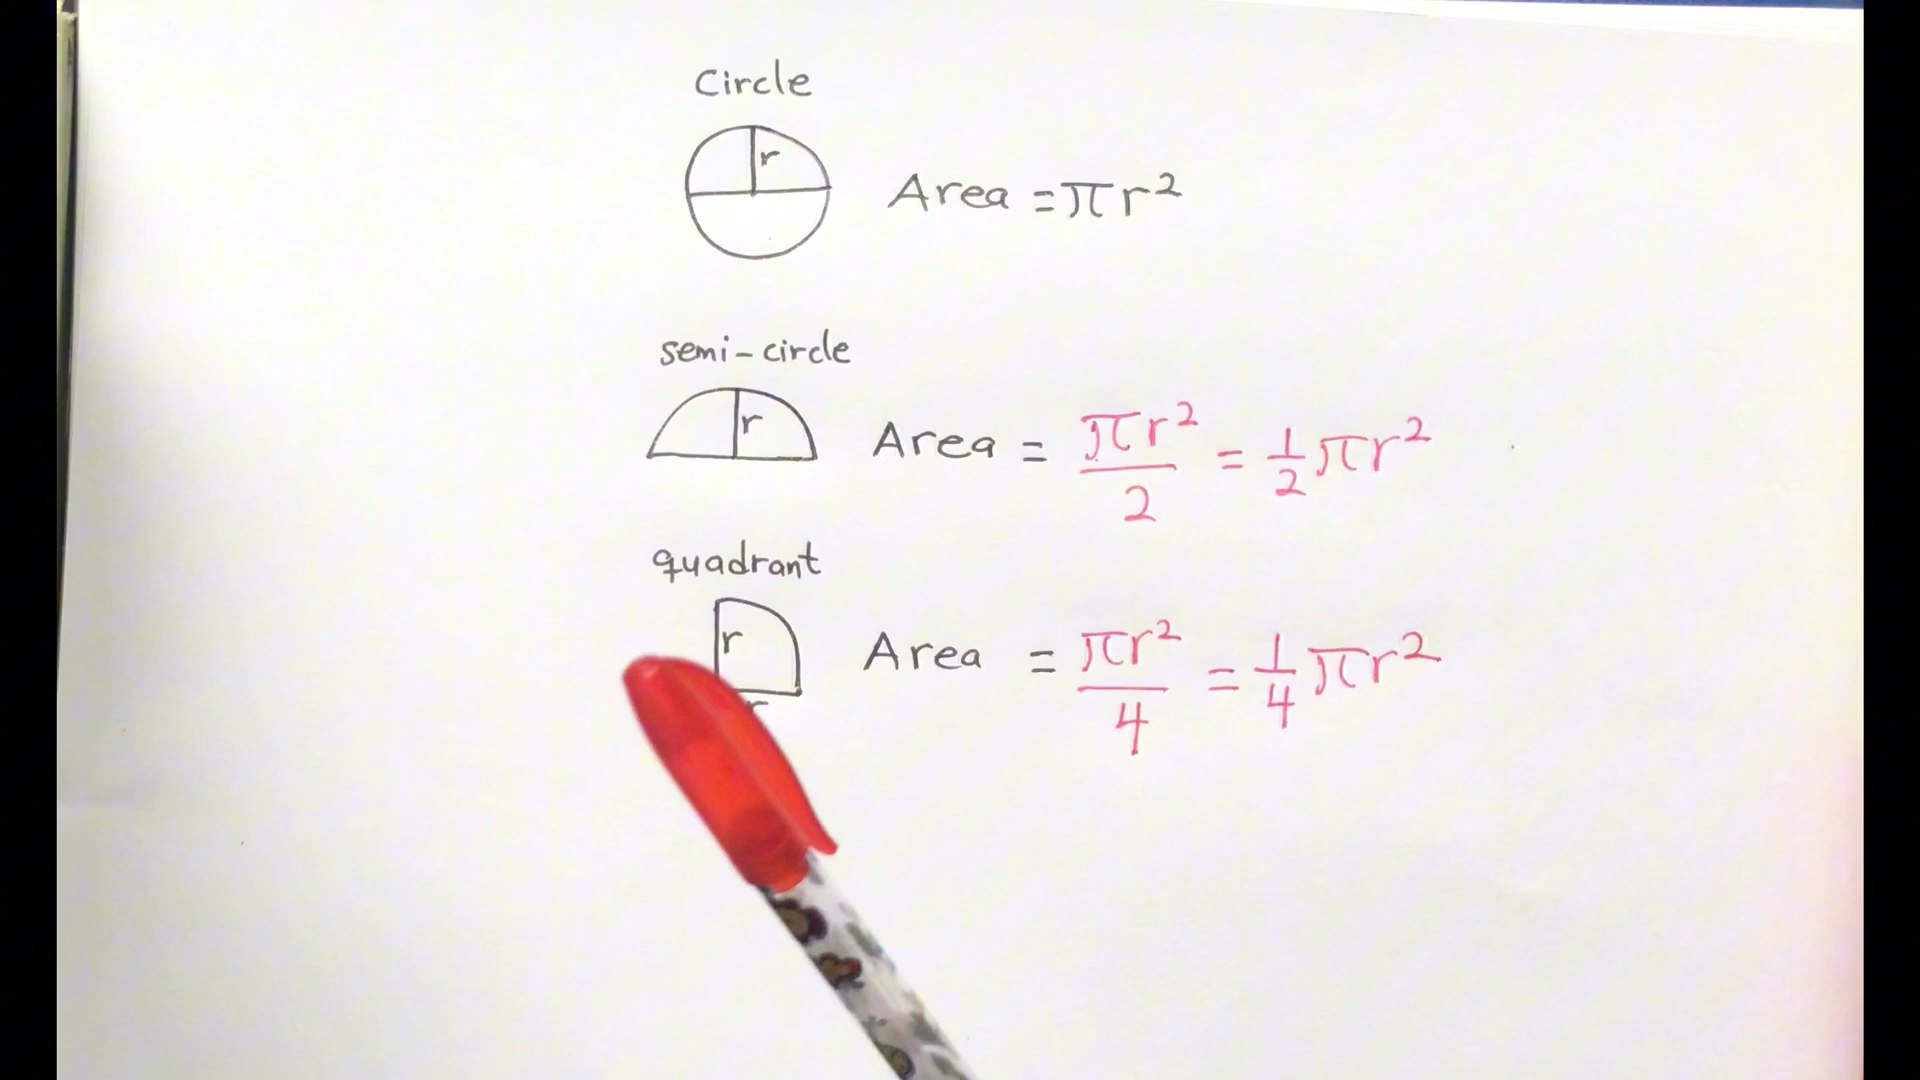 Circle
r
Area = πr²
semi-circle
r
Area = πr²/2 = 1/2 πr²
quadrant
r
Area = πr²/4 = 1/4 πr²
r